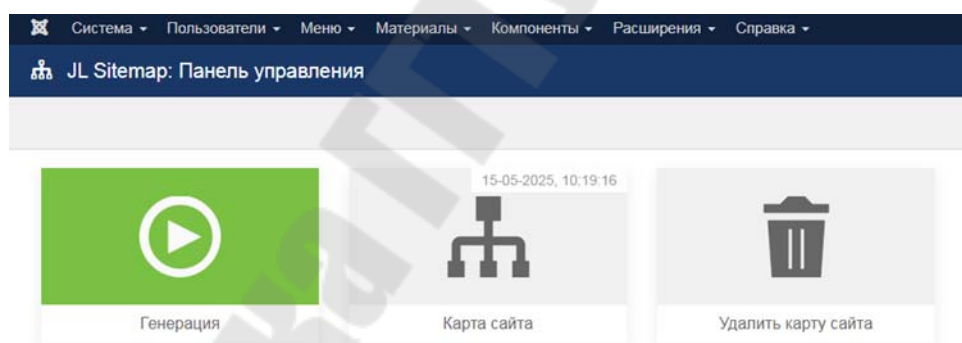 Система Пользователи Меню Материалы Компоненты Расширения Справка
JL Sitemap: Панель управления
15-05-2025, 10:19:16
Генерация Карта сайта Удалить карту сайта